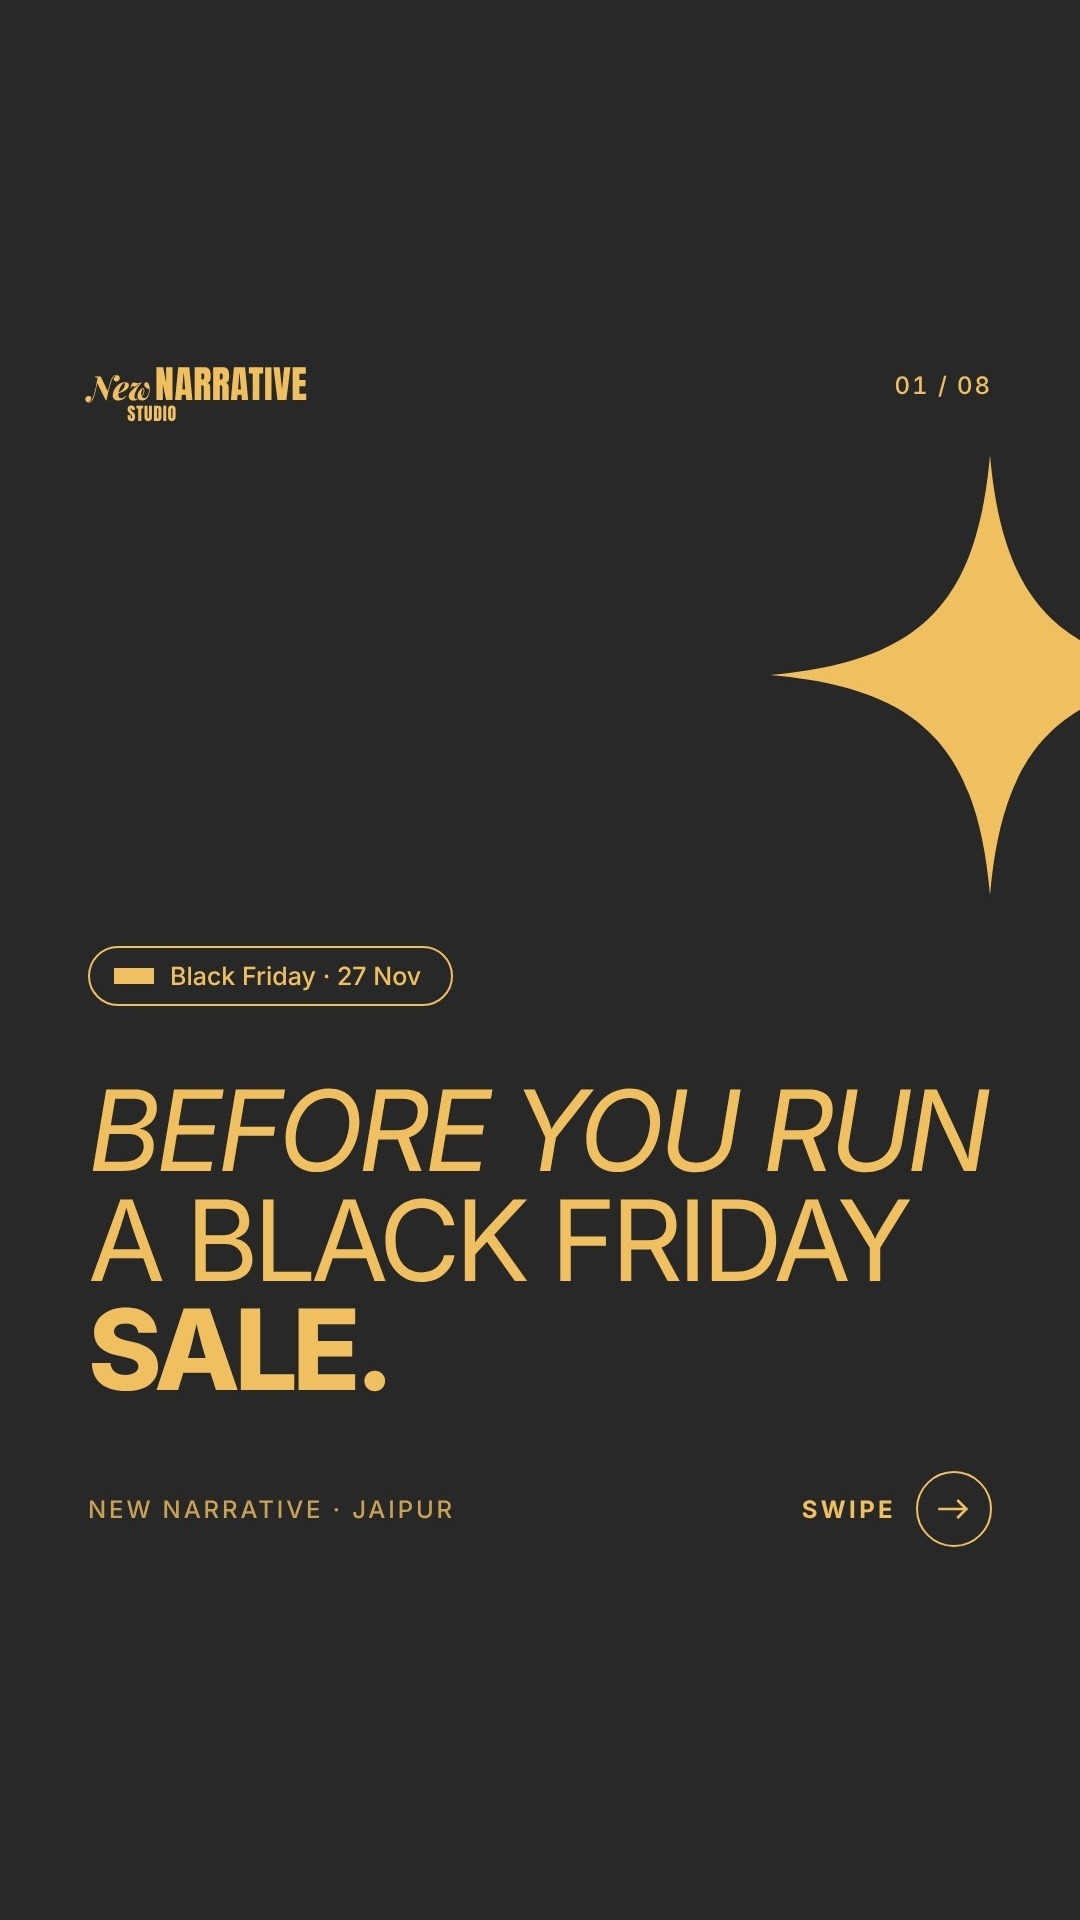 New NARRATIVE
STUDIO
01 / 08
Black Friday · 27 Nov
BEFORE YOU RUN
A BLACK FRIDAY
SALE.
NEW NARRATIVE · JAIPUR
SWIPE →